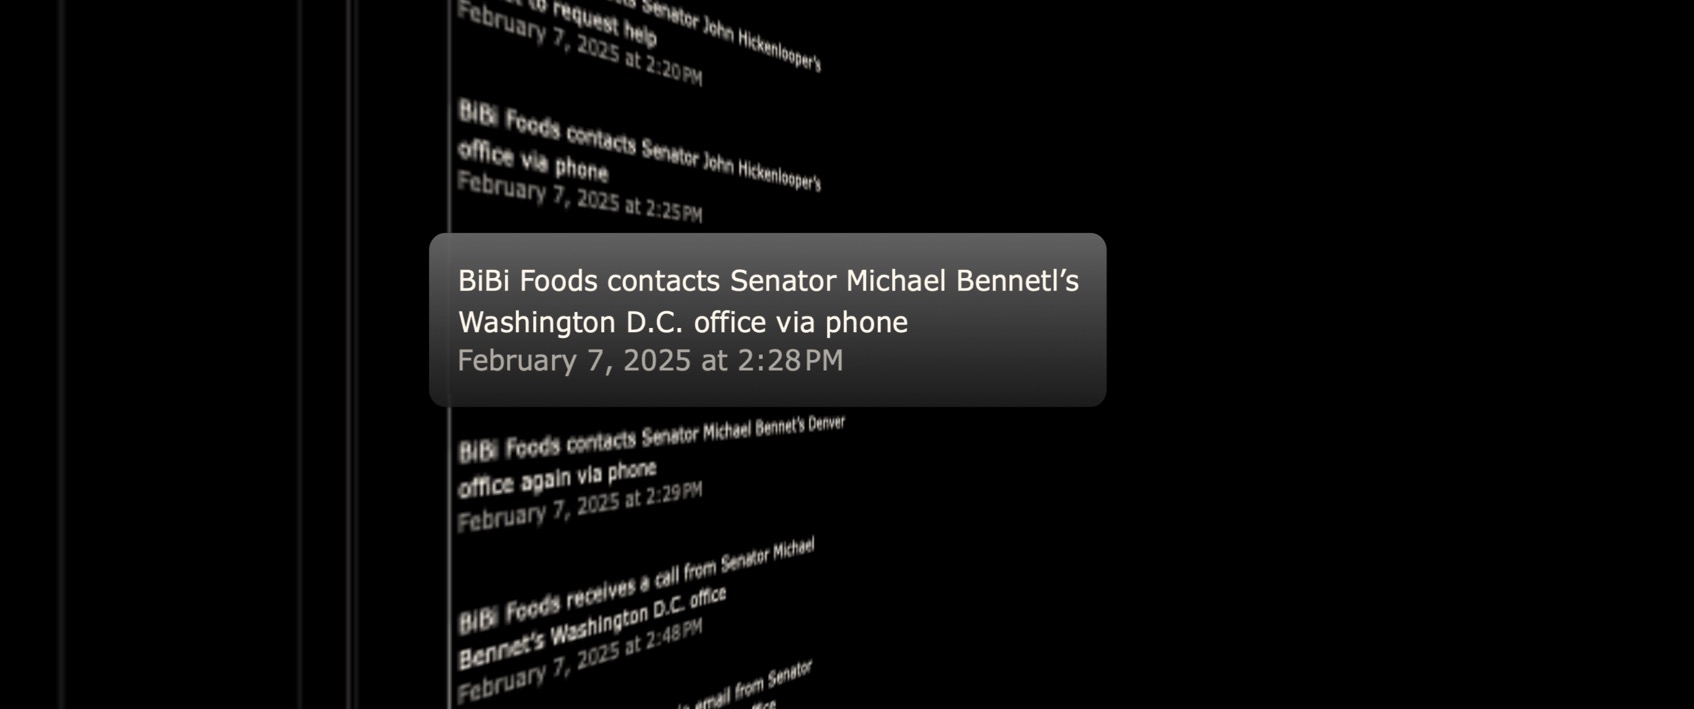 to request help
Senator John Hickenlooper's
February 7, 2025 at 2:20 PM
BiBi Foods contacts Senator John Hickenlooper's
office via phone
February 7, 2025 at 2:25 PM
BiBi Foods contacts Senator Michael Bennetl’s
Washington D.C. office via phone
February 7, 2025 at 2:28 PM
BiBi Foods contacts Senator Michael Bennet's Denver
office again via phone
February 7, 2025 at 2:29 PM
BiBi Foods receives a call from Senator Michael
Bennet's Washington D.C. office
February 7, 2025 at 2:48 PM
email from Senator
office